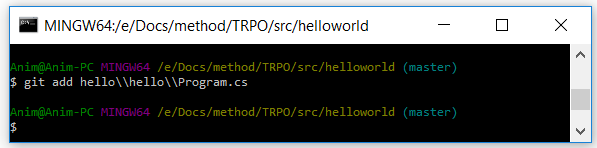 MINGW64:/e/Docs/method/TRPO/src/helloworld
Anim@Anim-PC MINGW64 /e/Docs/method/TRPO/src/helloworld (master)
$ git add hello\\hello\\Program.cs
Anim@Anim-PC MINGW64 /e/Docs/method/TRPO/src/helloworld (master)
$